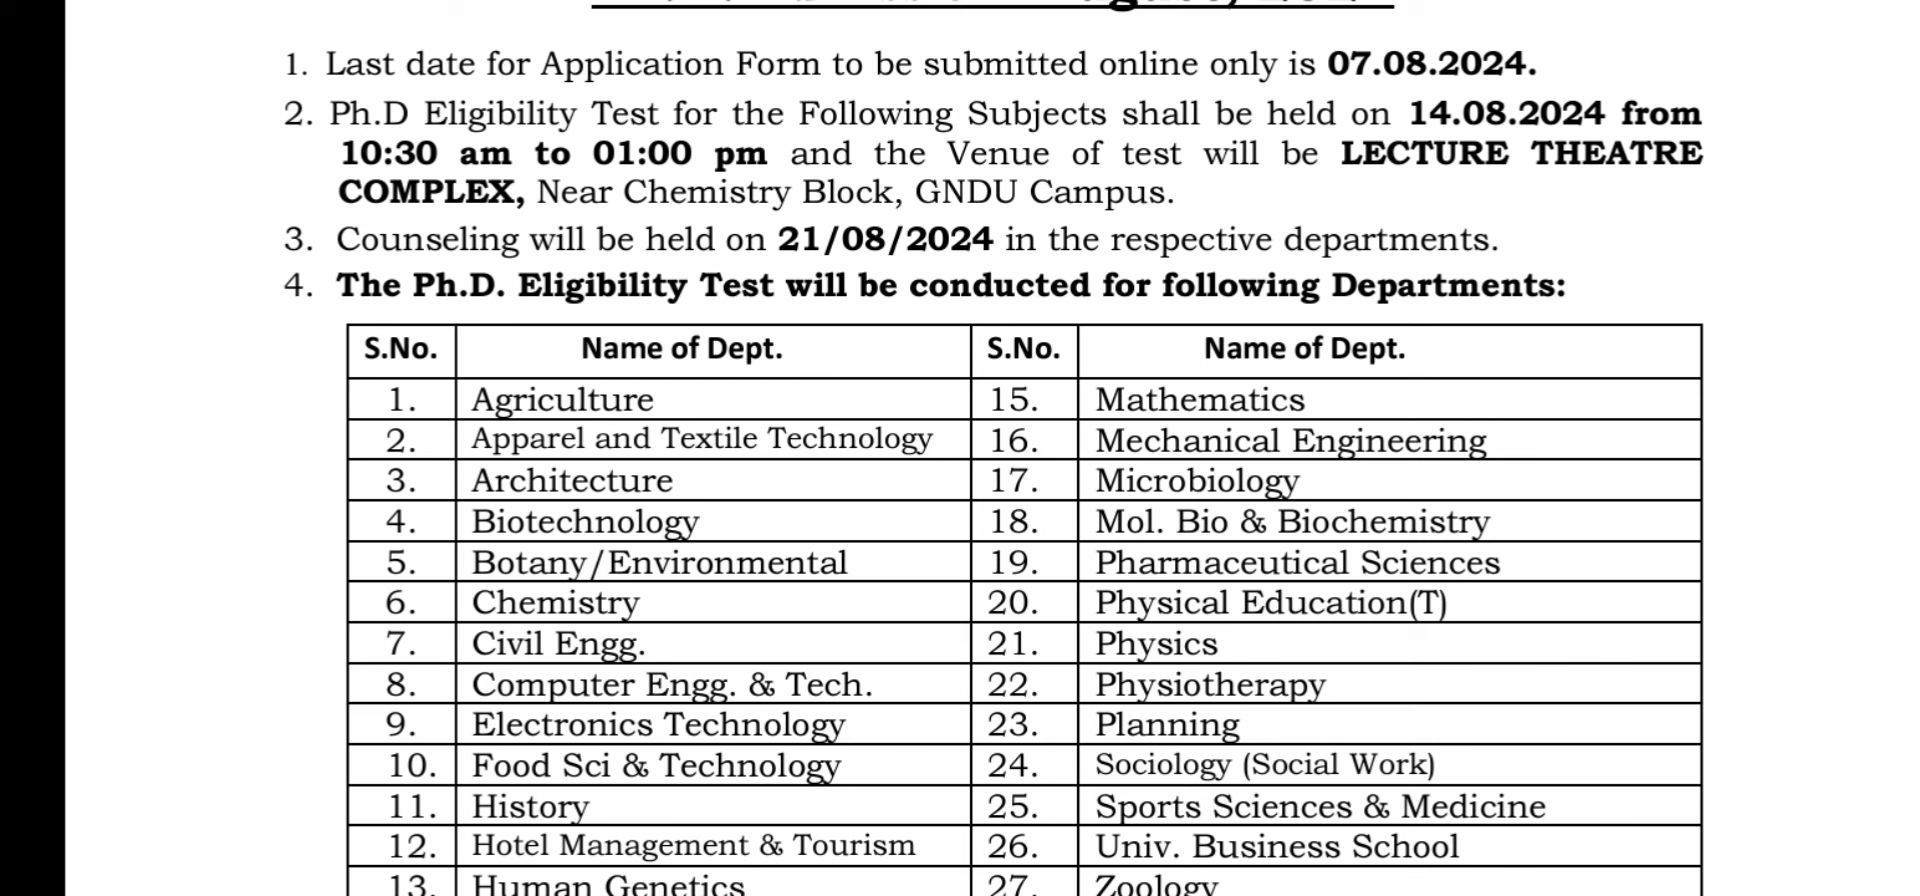 1. Last date for Application Form to be submitted online only is 07.08.2024.
2. Ph.D Eligibility Test for the Following Subjects shall be held on 14.08.2024 from
10:30 am to 01:00 pm and the Venue of test will be LECTURE THEATRE
COMPLEX, Near Chemistry Block, GNDU Campus.
3. Counseling will be held on 21/08/2024 in the respective departments.
4. The Ph.D. Eligibility Test will be conducted for following Departments:
S.No. Name of Dept. S.No. Name of Dept.
1. Agriculture 15. Mathematics
2. Apparel and Textile Technology 16. Mechanical Engineering
3. Architecture 17. Microbiology
4. Biotechnology 18. Mol. Bio & Biochemistry
5. Botany/Environmental 19. Pharmaceutical Sciences
6. Chemistry 20. Physical Education(T)
7. Civil Engg. 21. Physics
8. Computer Engg. & Tech. 22. Physiotherapy
9. Electronics Technology 23. Planning
10. Food Sci & Technology 24. Sociology (Social Work)
11. History 25. Sports Sciences & Medicine
12. Hotel Management & Tourism 26. Univ. Business School
13. Human Genetics 27. Zoology